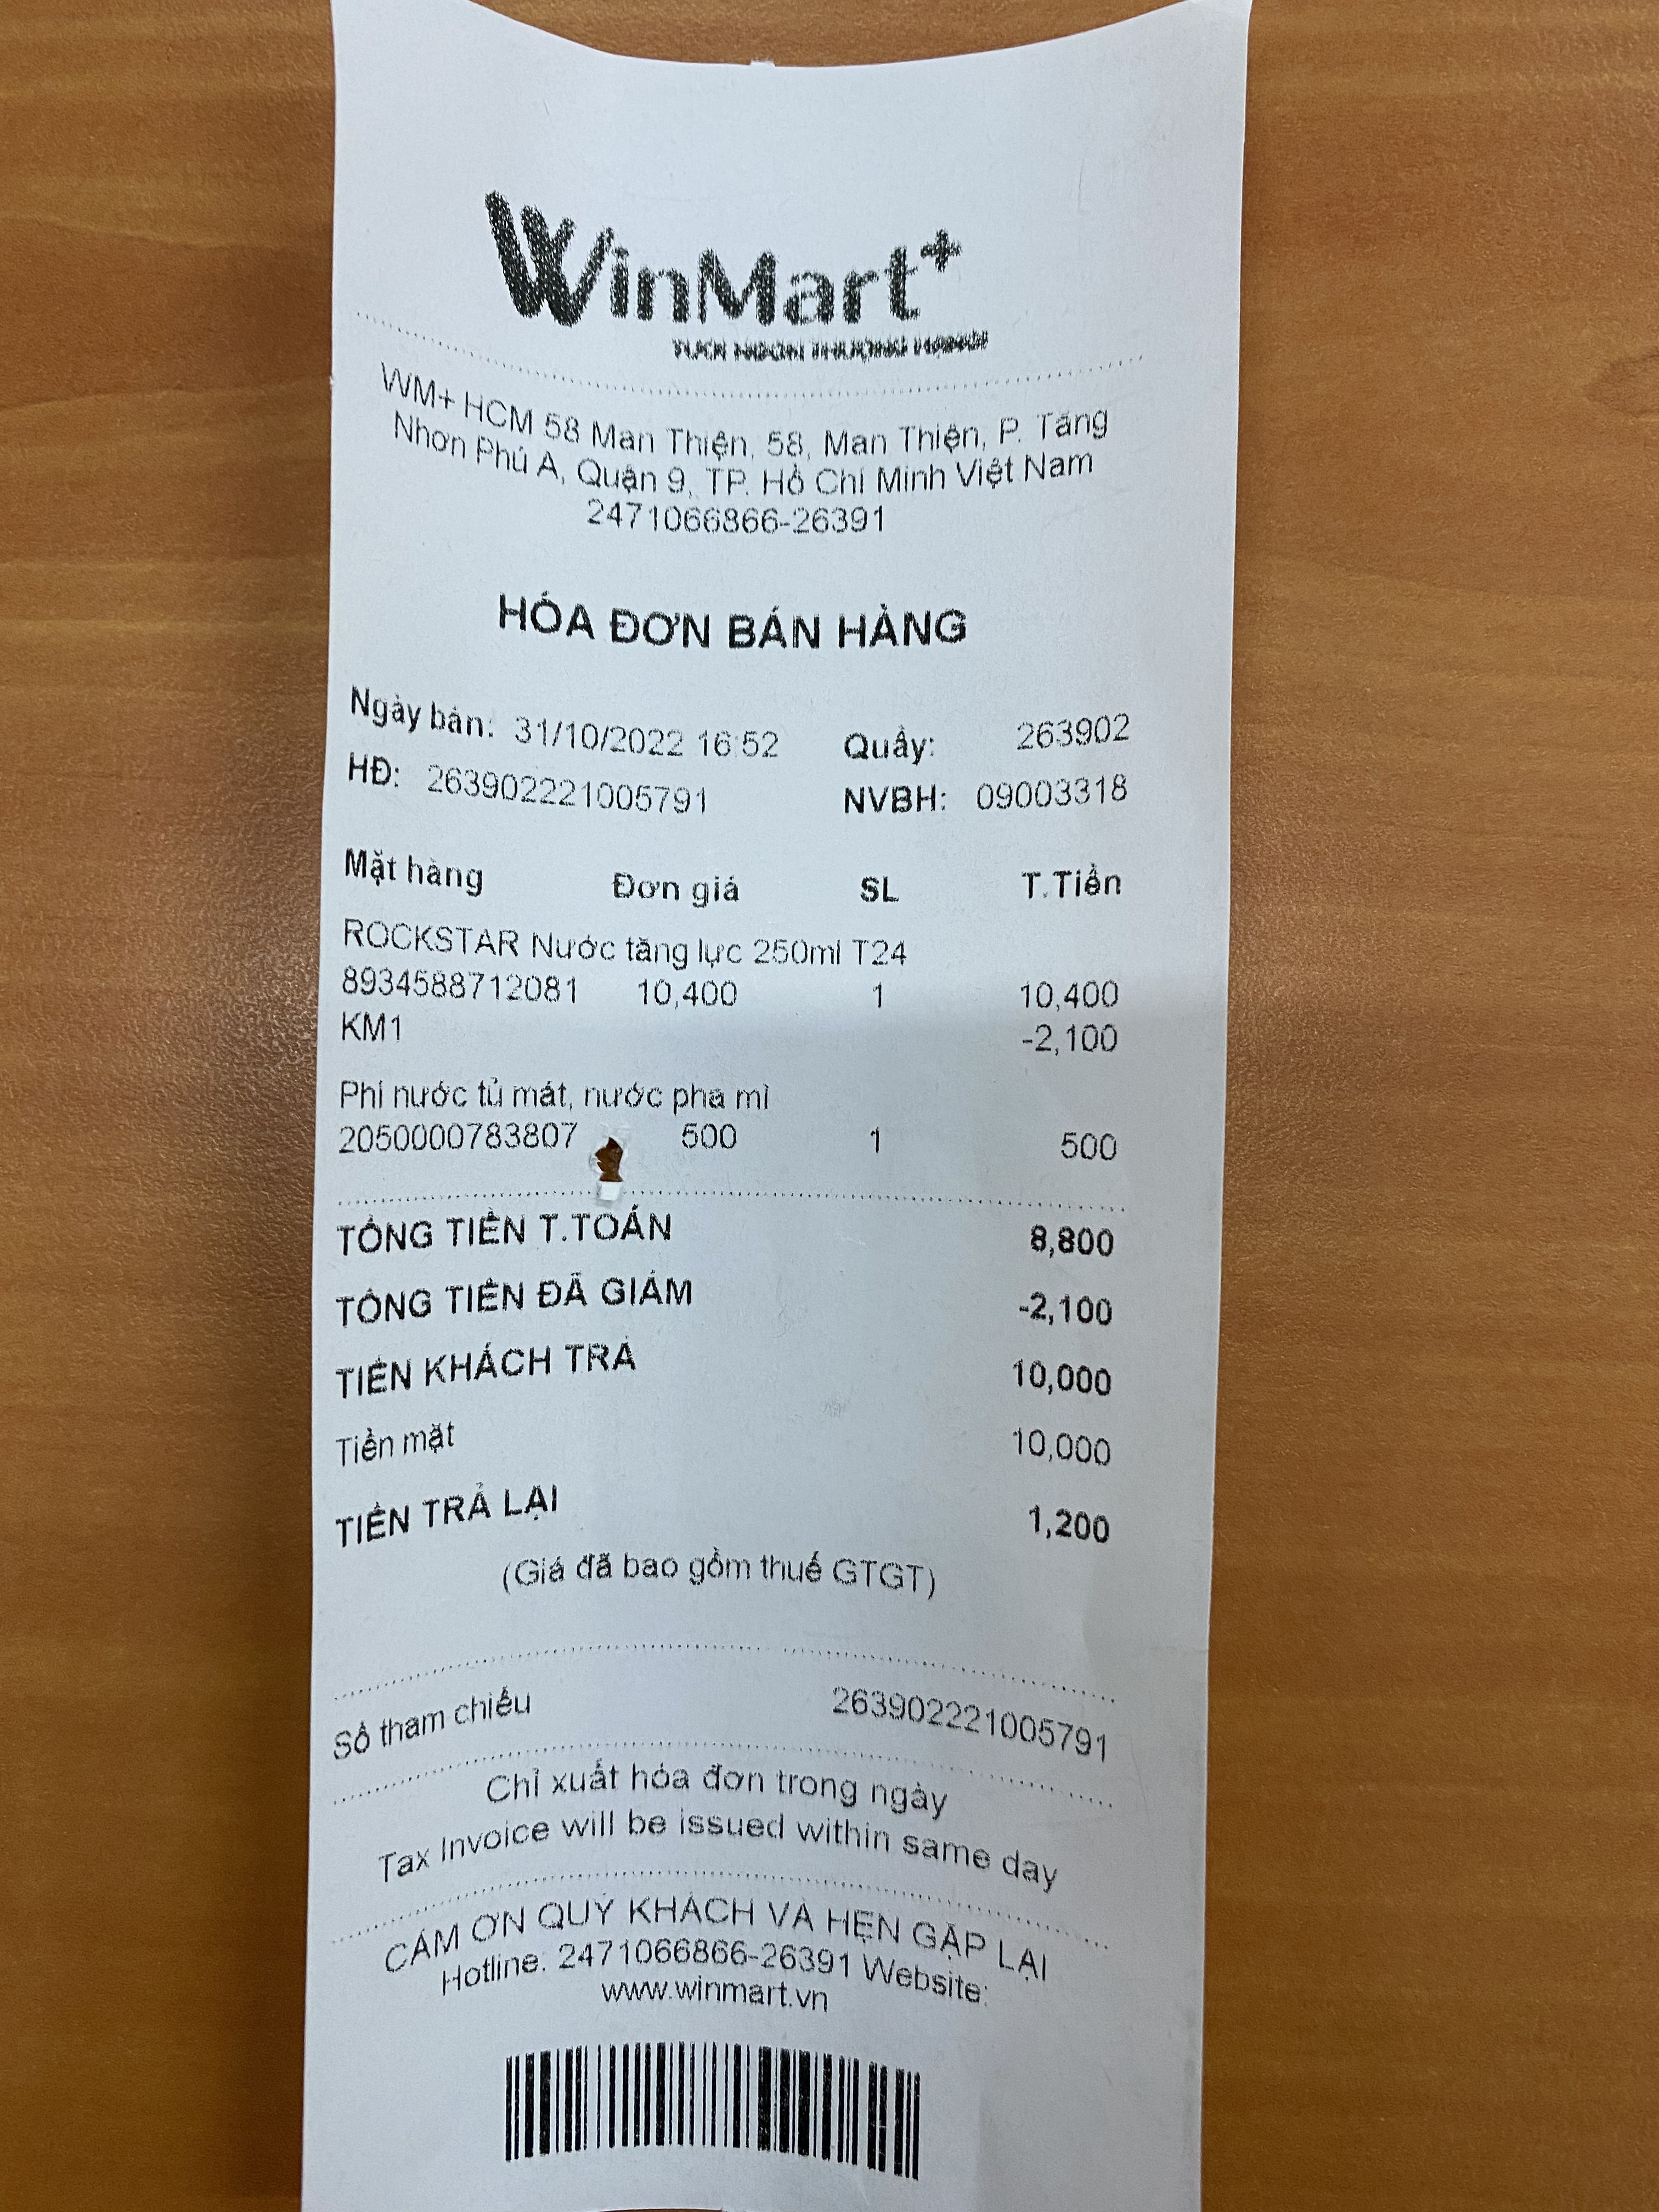 WinMart+
TƯƠI NGON THƯỢNG HẠNG
WM+ HCM 58 Man Thiện, 58, Man Thiện, P. Tăng
Nhơn Phú A, Quận 9, TP. Hồ Chí Minh Việt Nam
2471066866-26391
HÓA ĐƠN BÁN HÀNG
Ngày bán: 31/10/2022 16:52 Quầy: 263902
HĐ: 263902221005791 NVBH: 09003318
Mặt hàng Đơn giá SL T.Tiền
ROCKSTAR Nước tăng lực 250ml T24
8934588712081 10,400 1 10,400
KM1 -2,100
Phí nước tủ mát, nước pha mì
2050000783807 500 1 500
TỔNG TIỀN T.TOÁN 8,800
TỔNG TIỀN ĐÃ GIẢM -2,100
TIỀN KHÁCH TRẢ 10,000
Tiền mặt 10,000
TIỀN TRẢ LẠI 1,200
(Giá đã bao gồm thuế GTGT)
Số tham chiếu 263902221005791
Chỉ xuất hóa đơn trong ngày
Tax Invoice will be issued within same day
CẢM ƠN QUÝ KHÁCH VÀ HẸN GẶP LẠI
Hotline: 2471066866-26391 Website:
www.winmart.vn